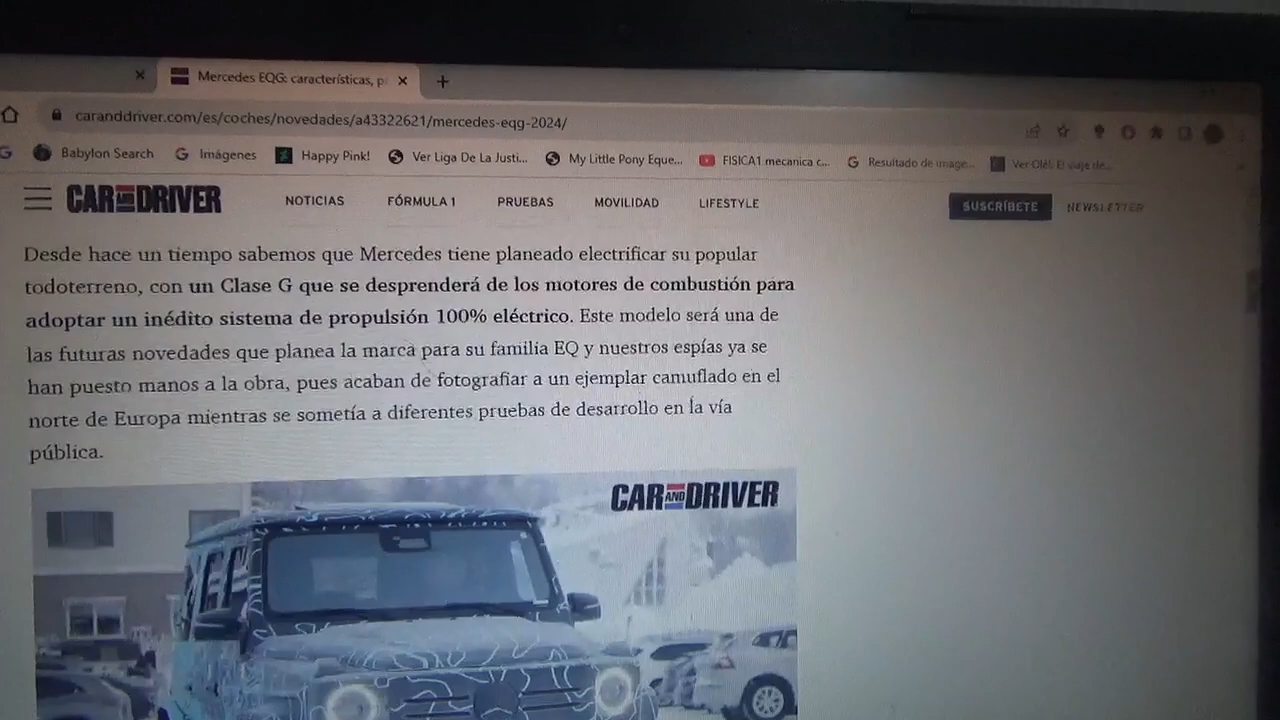 Mercedes EQG: características, p
caranddriver.com/es/coches/novedades/a43322621/mercedes-eqg-2024/
Babylon Search Imágenes Happy Pink! Ver Liga De La Justi... My Little Pony Eque... FISICA1 mecanica c... Resultado de image... Ver Olé!. El viaje de...
CAR AND DRIVER NOTICIAS FÓRMULA 1 PRUEBAS MOVILIDAD LIFESTYLE SUSCRÍBETE NEWSLETTER
Desde hace un tiempo sabemos que Mercedes tiene planeado electrificar su popular
todoterreno, con un Clase G que se desprenderá de los motores de combustión para
adoptar un inédito sistema de propulsión 100% eléctrico. Este modelo será una de
las futuras novedades que planea la marca para su familia EQ y nuestros espías ya se
han puesto manos a la obra, pues acaban de fotografiar a un ejemplar camuflado en el
norte de Europa mientras se sometía a diferentes pruebas de desarrollo en la vía
pública.
CAR AND DRIVER